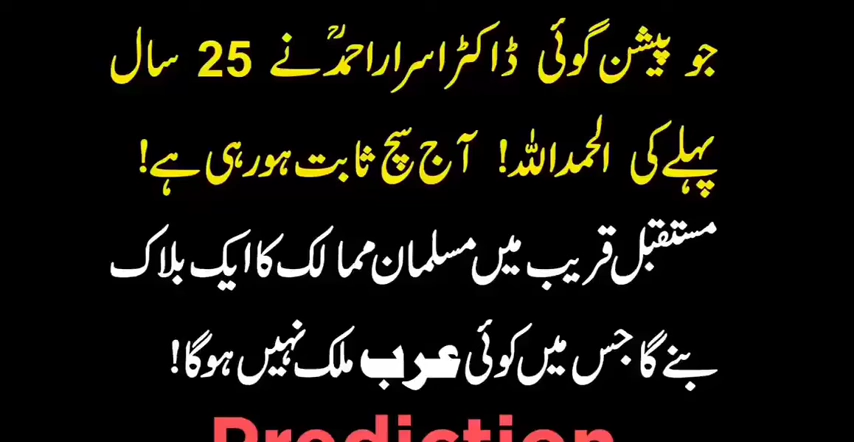 جو پیشن گوئی ڈاکٹر اسرار احمدؒ نے 25 سال
پہلے کی الحمداللہ! آج سچ ثابت ہو رہی ہے!
مستقبل قریب میں مسلمان ممالک کا ایک بلاک
بنے گا جس میں کوئی عرب ملک نہیں ہوگا!
Prediction